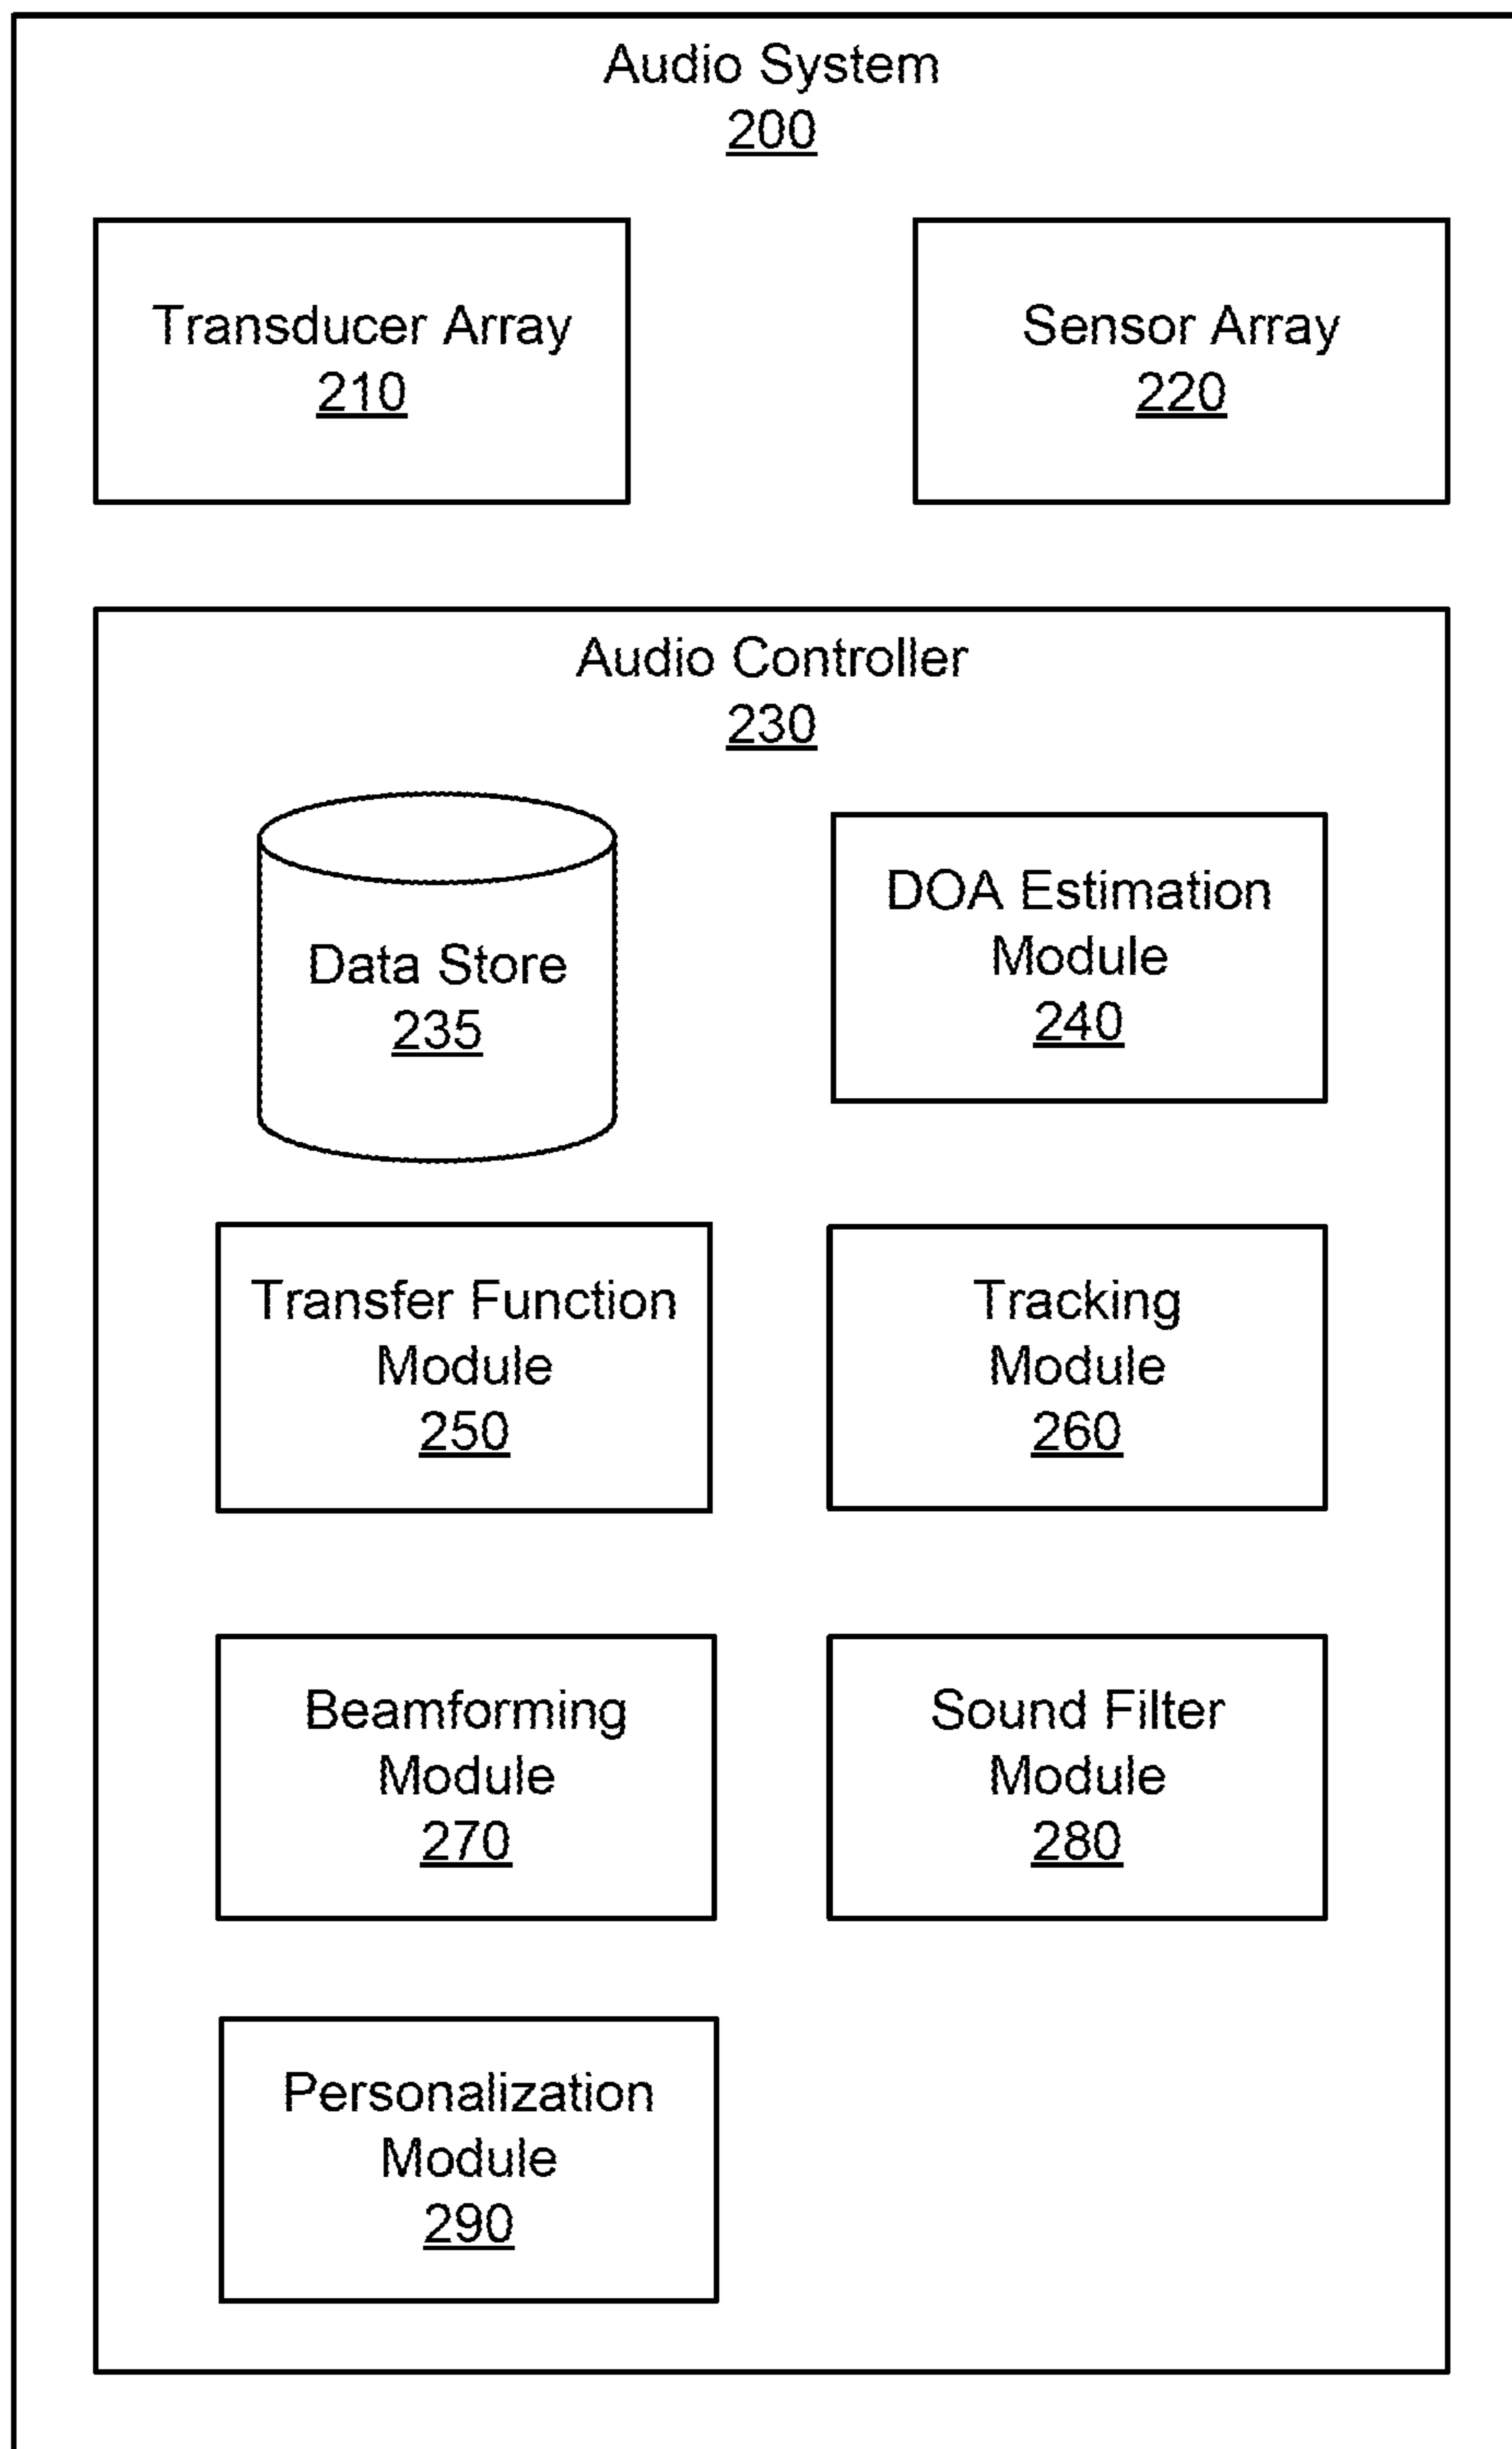 Audio System
200
Transducer Array
210
Sensor Array
220
Audio Controller
230
Data Store
235
DOA Estimation
Module
240
Transfer Function
Module
250
Tracking
Module
260
Beamforming
Module
270
Sound Filter
Module
280
Personalization
Module
290